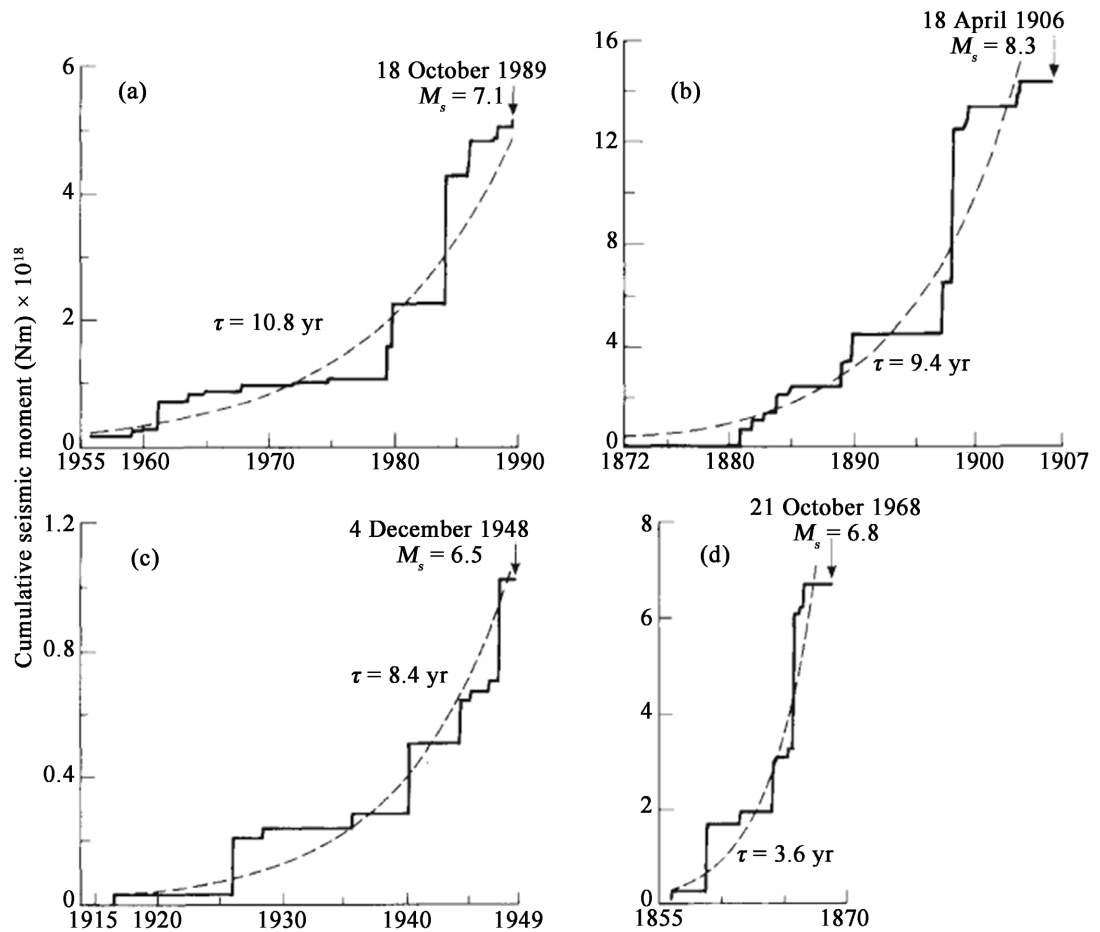 Cumulative seismic moment (Nm) × 10¹⁸
(a)
18 October 1989
Mₛ = 7.1
τ = 10.8 yr
6
4
2
0
1955 1960 1970 1980 1990
(b)
18 April 1906
Mₛ = 8.3
τ = 9.4 yr
16
12
8
4
0
1872 1880 1890 1900 1907
(c)
4 December 1948
Mₛ = 6.5
τ = 8.4 yr
1.2
0.8
0.4
0
1915 1920 1930 1940 1949
(d)
21 October 1968
Mₛ = 6.8
τ = 3.6 yr
8
6
4
2
0
1855 1870